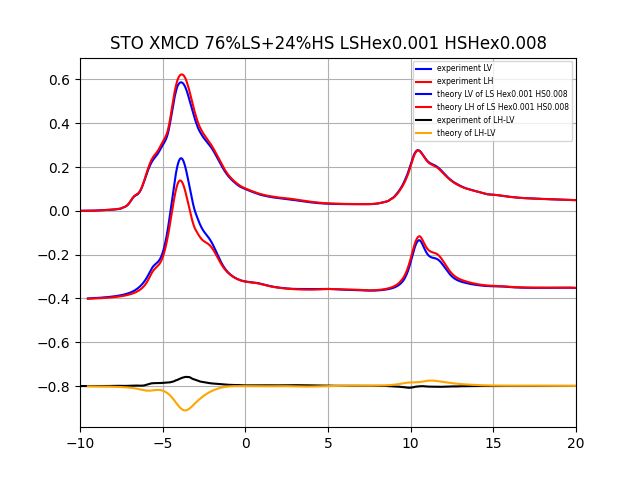 STO XMCD 76%LS+24%HS LSHex0.001 HSHex0.008
experiment LV
experiment LH
theory LV of LS Hex0.001 HS0.008
theory LH of LS Hex0.001 HS0.008
experiment of LH-LV
theory of LH-LV
0.6
0.4
0.2
0.0
−0.2
−0.4
−0.6
−0.8
−10
−5
0
5
10
15
20